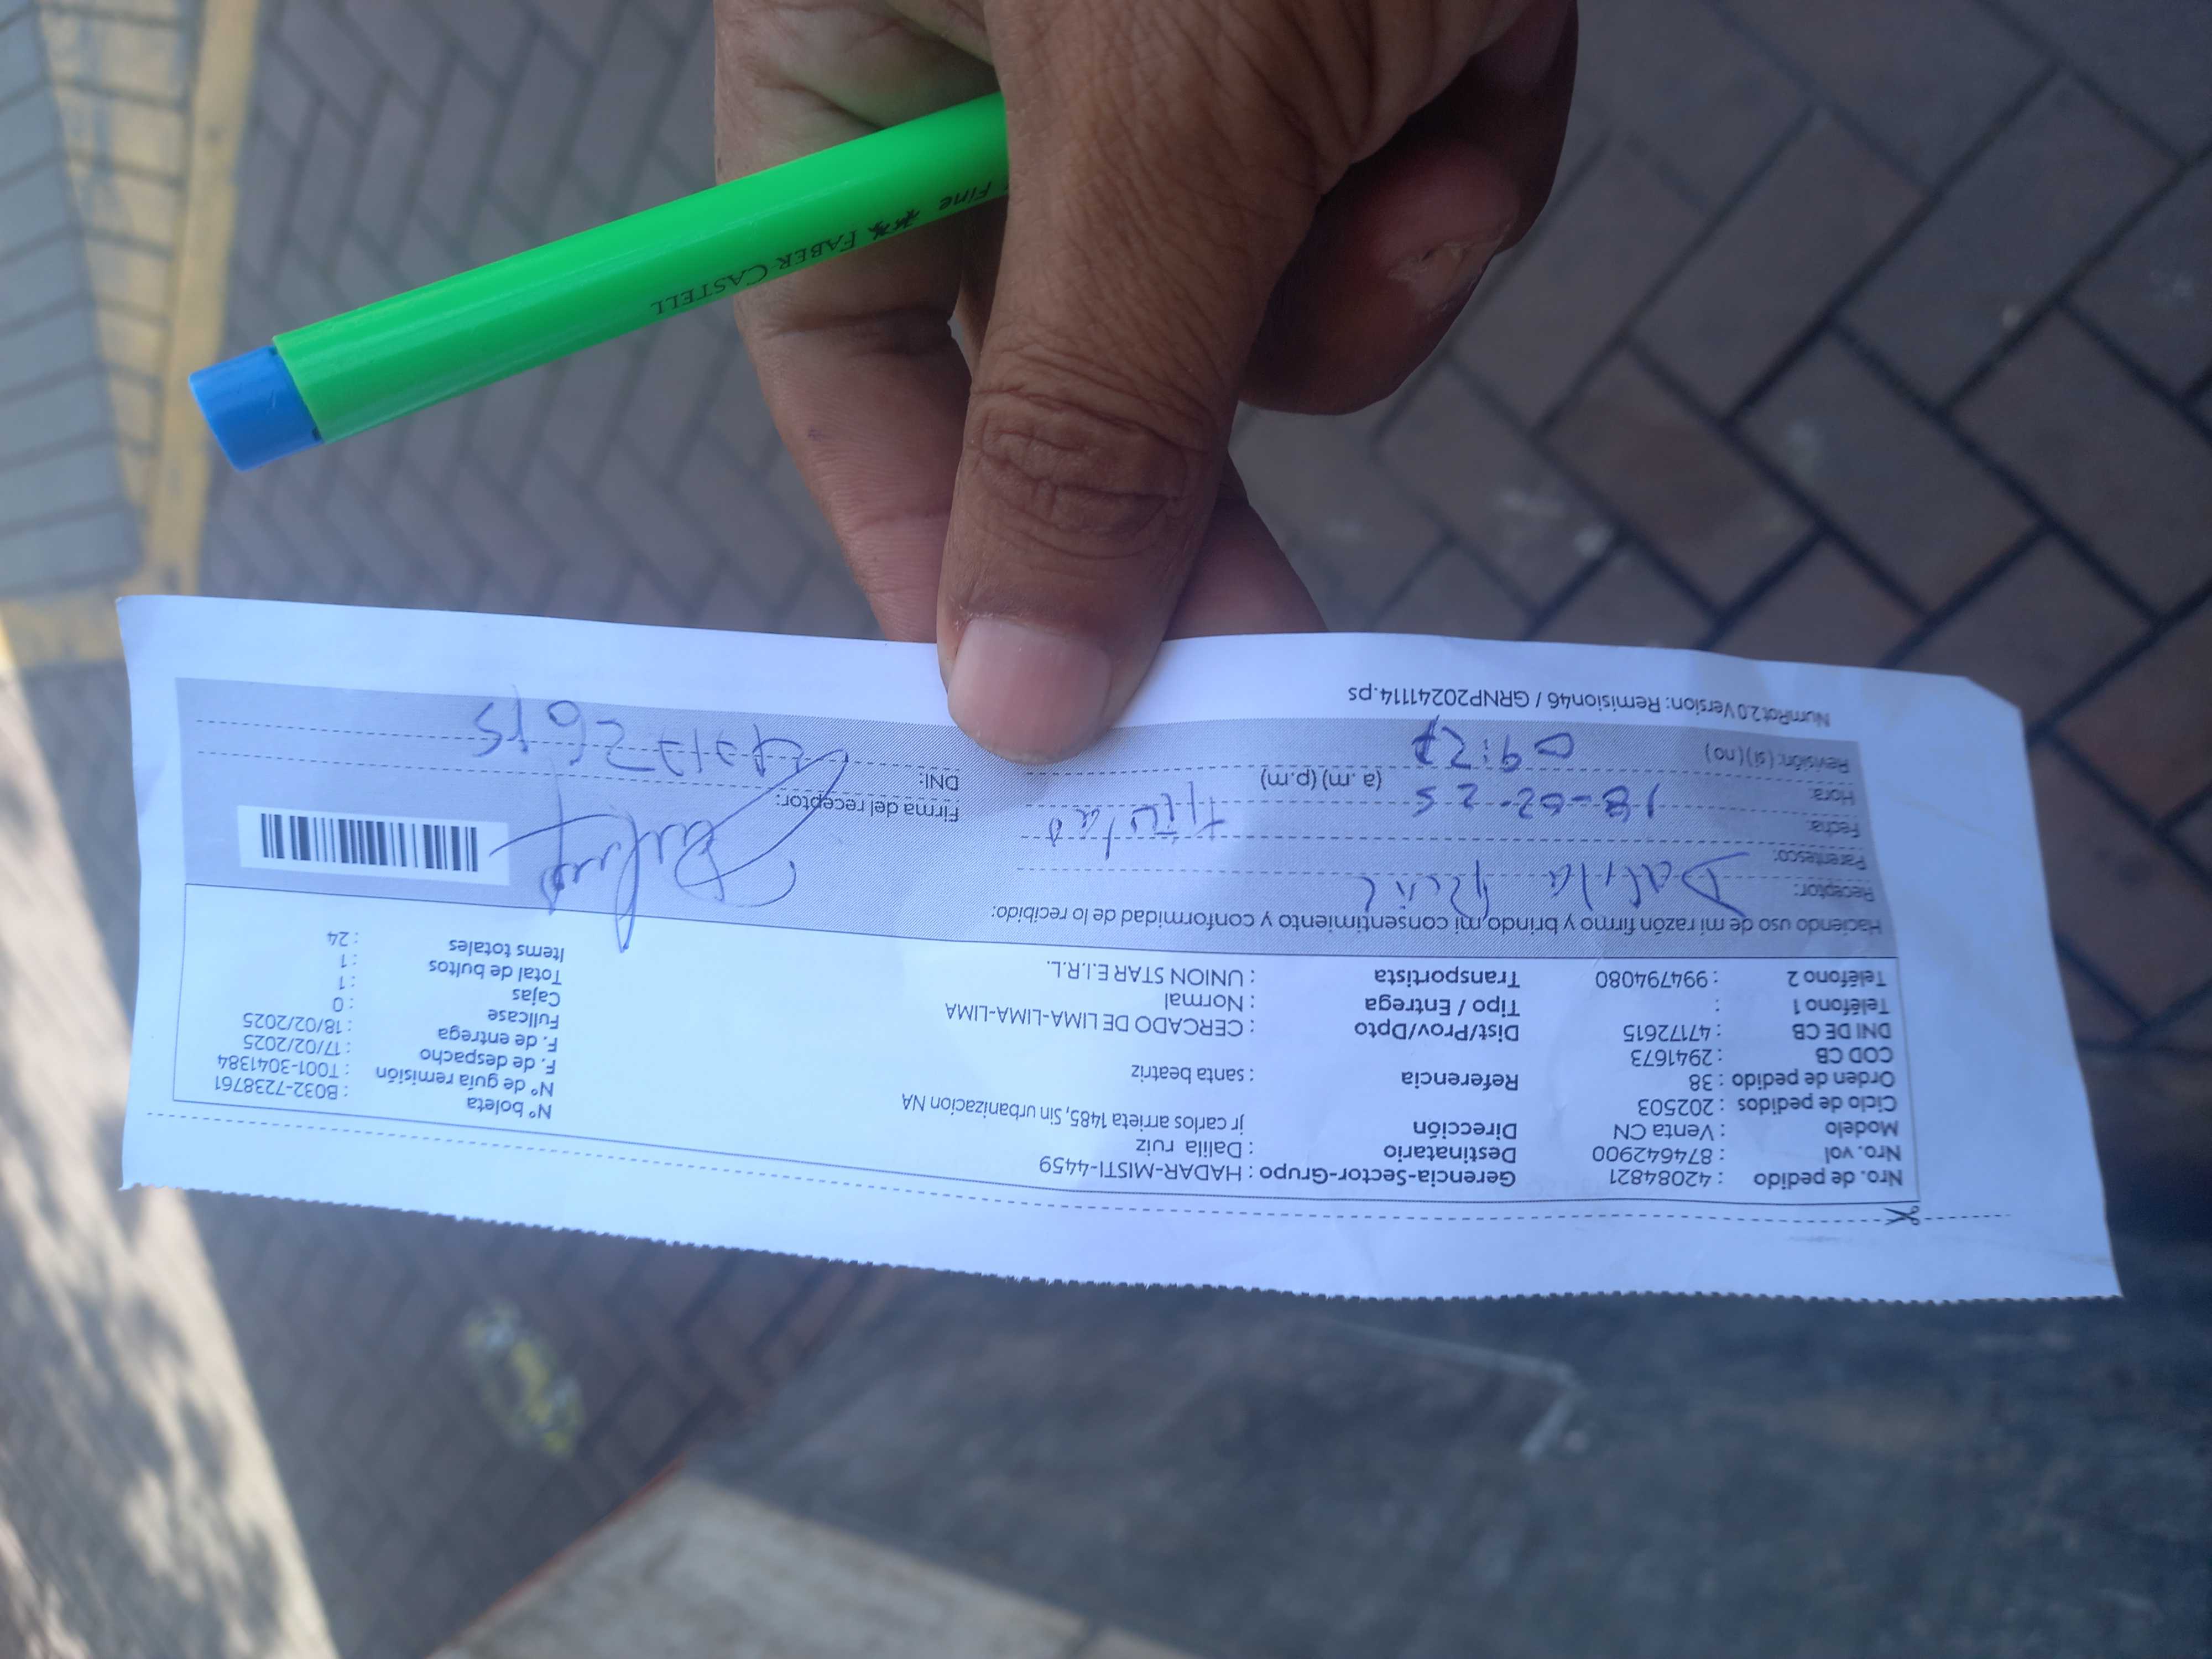 Nro. de pedido : 42084821 Gerencia-Sector-Grupo : HADAR-MISTI-4459
Nro. vol : 874642900 Destinatario : Dalila ruiz
Modelo : Venta CN Dirección jr carlos arrieta 1485, Sin urbanizacion NA
Ciclo de pedidos : 202503
Orden de pedido : 38 Referencia : santa beatriz
COD CB : 2941673
DNI DE CB : 47172615 Dist/Prov/Dpto : CERCADO DE LIMA-LIMA-LIMA
Teléfono 1 : Tipo / Entrega : Normal
Teléfono 2 : 994794080 Transportista : UNION STAR E.I.R.L.
Nº boleta : B032-7238761
Nº de guía remisión : T001-3041384
F. de despacho : 17/02/2025
F. de entrega : 18/02/2025
Fullcase : 0
Cajas : 1
Total de bultos : 1
Items totales : 24
Haciendo uso de mi razón firmo y brindo mi consentimiento y conformidad de lo recibido:
Receptor: Dalila Ruiz
Parentesco: titular
Fecha: 18-02-25
Hora: 09:27 (a. m) (p.m)
Revisión: (si) (no)
Firma del receptor:
DNI: 47172615
NumRot 2.0 Version: Remision46 / GRNP20241114.ps
FABER-CASTELL Fine